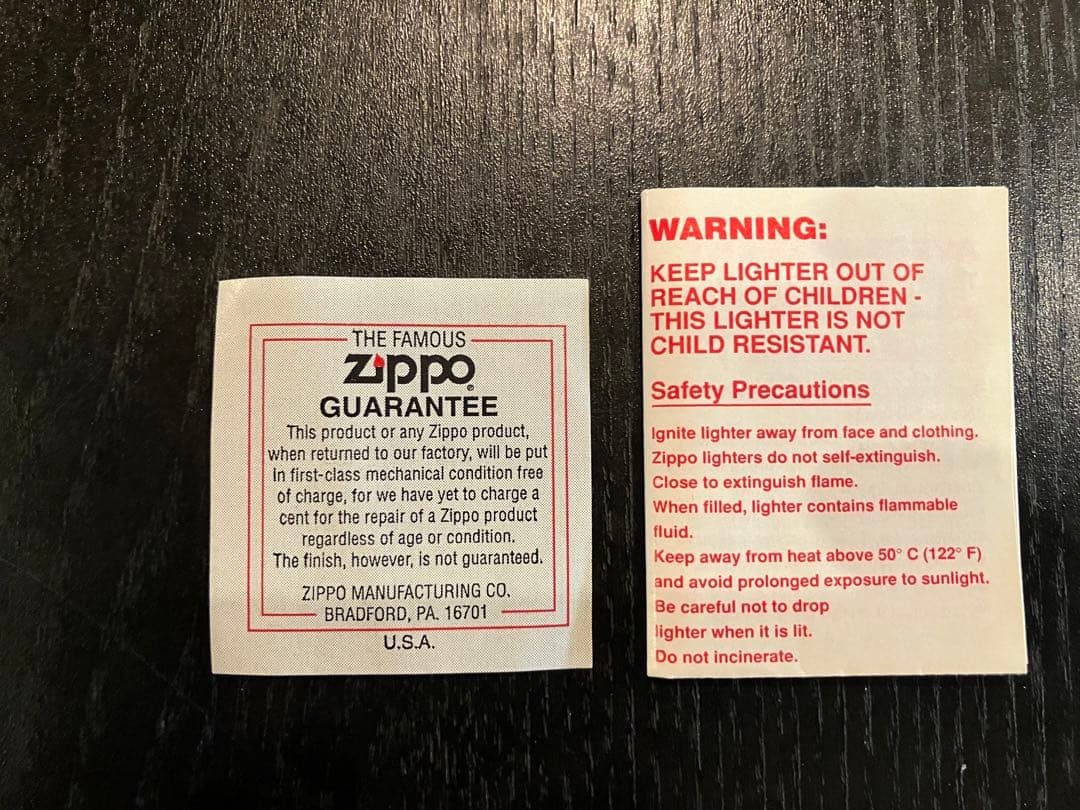 THE FAMOUS
Zippo®
GUARANTEE
This product or any Zippo product,
when returned to our factory, will be put
in first-class mechanical condition free
of charge, for we have yet to charge a
cent for the repair of a Zippo product
regardless of age or condition.
The finish, however, is not guaranteed.
ZIPPO MANUFACTURING CO.
BRADFORD, PA. 16701
U.S.A.
WARNING:
KEEP LIGHTER OUT OF
REACH OF CHILDREN -
THIS LIGHTER IS NOT
CHILD RESISTANT.
Safety Precautions
Ignite lighter away from face and clothing.
Zippo lighters do not self-extinguish.
Close to extinguish flame.
When filled, lighter contains flammable
fluid.
Keep away from heat above 50° C (122° F)
and avoid prolonged exposure to sunlight.
Be careful not to drop
lighter when it is lit.
Do not incinerate.